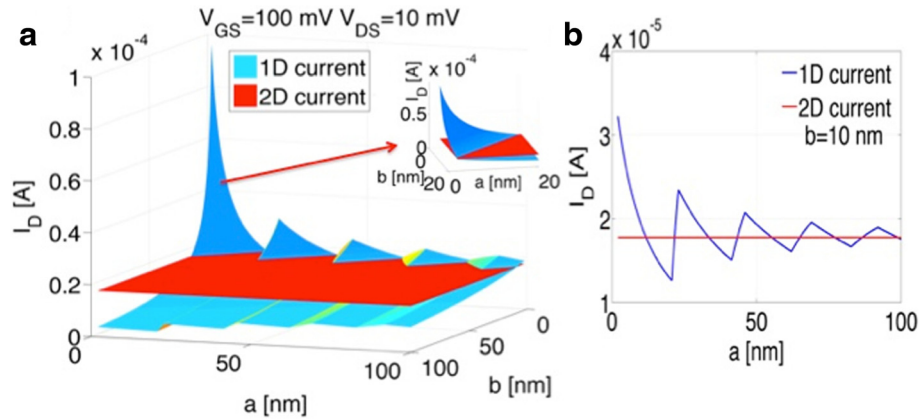 a
V_GS=100 mV V_DS=10 mV
x 10^-4
1
0.8
0.6
0.4
0.2
0
I_D [A]
1D current
2D current
0
50
100
a [nm]
100
50
0
b [nm]
x 10^-4
I_D [A]
0.5
0
0
b [nm]
20
0
a [nm]
20
b
x 10^-5
4
3
2
1
I_D [A]
1D current
2D current
b=10 nm
0
50
100
a [nm]